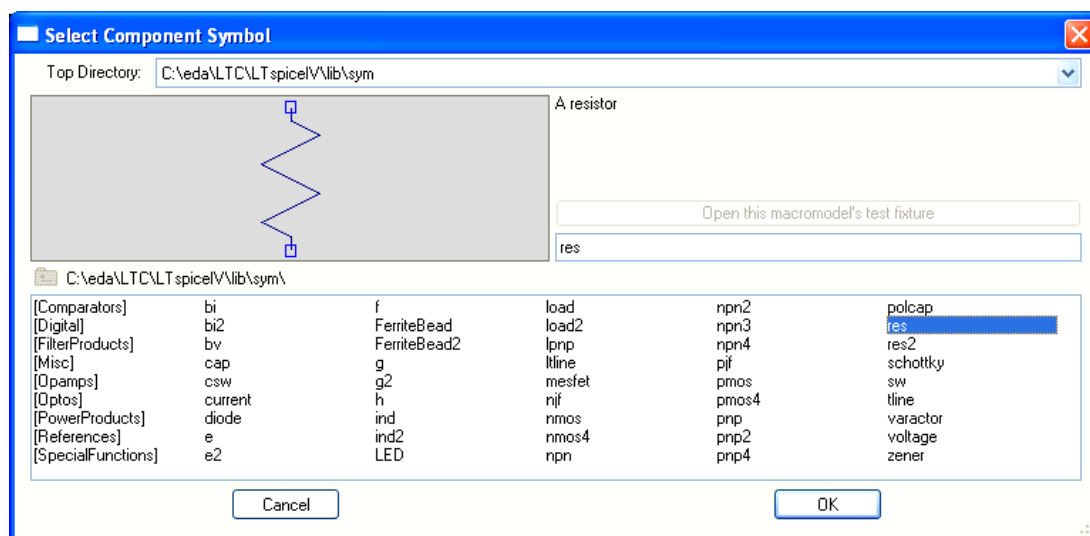 Select Component Symbol
Top Directory: C:\eda\LTC\LTspiceIV\lib\sym
A resistor
Open this macromodel's test fixture
res
C:\eda\LTC\LTspiceIV\lib\sym\
[Comparators] bi f load npn2 polcap
[Digital] bi2 FerriteBead load2 npn3 res
[FilterProducts] bv FerriteBead2 lpnp npn4 res2
[Misc] cap g ltline pjf schottky
[Opamps] csw g2 mesfet pmos sw
[Optos] current h njf pmos4 tline
[PowerProducts] diode ind nmos pnp varactor
[References] e ind2 nmos4 pnp2 voltage
[SpecialFunctions] e2 LED npn pnp4 zener
Cancel OK